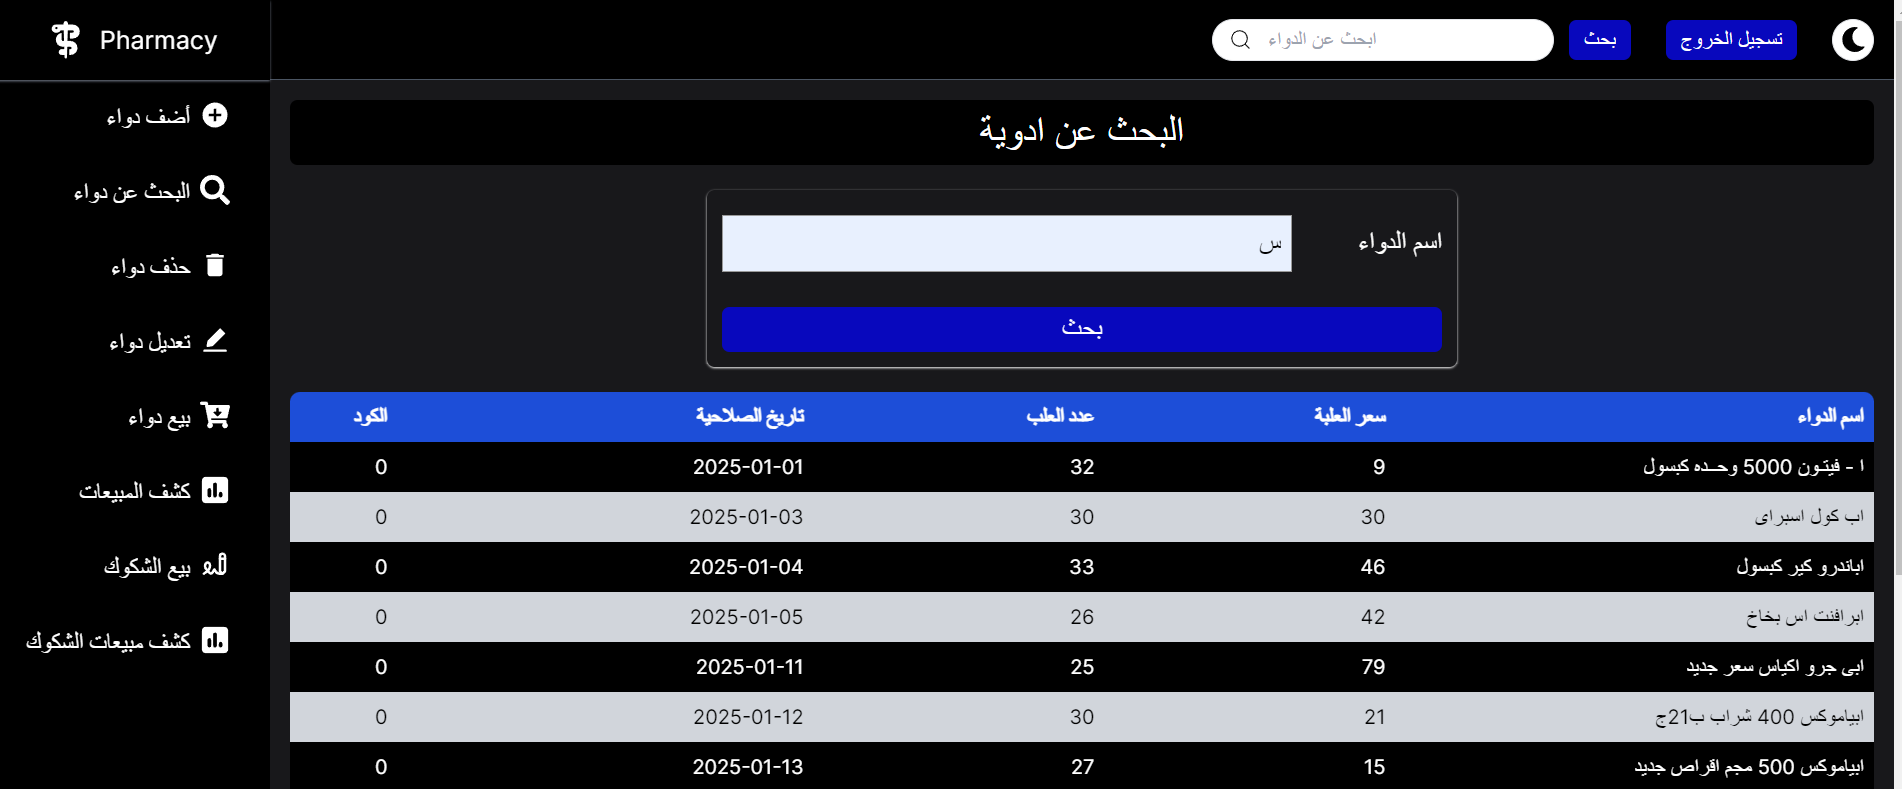 Pharmacy
تسجيل الخروج
بحث
ابحث عن الدواء
أضف دواء
البحث عن دواء
حذف دواء
تعديل دواء
بيع دواء
كشف المبيعات
بيع الشكوك
كشف مبيعات الشكوك
البحث عن ادوية
اسم الدواء
س
بحث
اسم الدواء سعر العلبة عدد العلب تاريخ الصلاحية الكود
ا - فيتـون 5000 وحــده كبسول 9 32 2025-01-01 0
اب كول اسبراى 30 30 2025-01-03 0
اباندرو كير كبسول 46 33 2025-01-04 0
ابرافنت اس بخاخ 42 26 2025-01-05 0
ابى جرو اكياس سعر جديد 79 25 2025-01-11 0
ابياموكس 400 شراب ب21ج 21 30 2025-01-12 0
ابياموكس 500 مجم اقراص جديد 15 27 2025-01-13 0